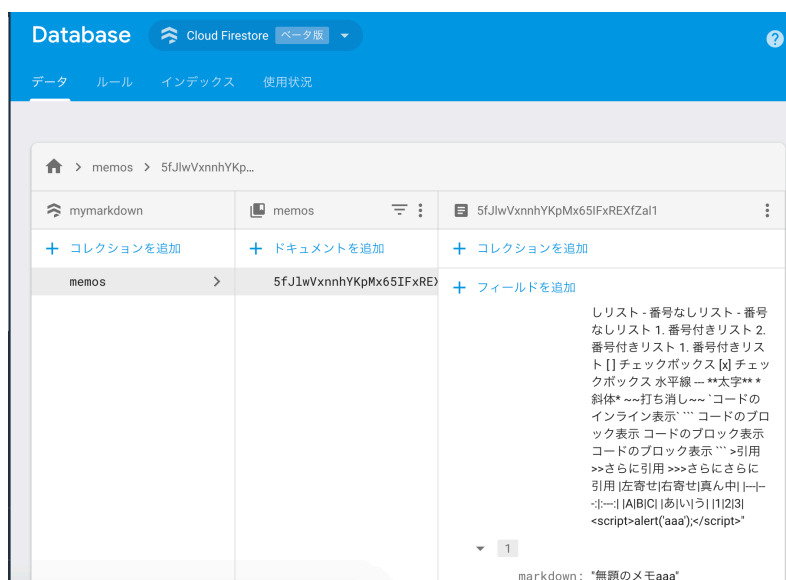 Database
Cloud Firestore ベータ版
データ ルール インデックス 使用状況
memos > 5fJlwVxnnhYKp...
mymarkdown
memos
5fJlwVxnnhYKpMx65IFxREXfZal1
+ コレクションを追加
+ ドキュメントを追加
+ コレクションを追加
memos
5fJlwVxnnhYKpMx65IFxREX
+ フィールドを追加
しリスト - 番号なしリスト - 番号
なしリスト 1. 番号付きリスト 2.
番号付きリスト 1. 番号付きリス
ト [ ] チェックボックス [x] チェッ
クボックス 水平線 --- **太字** *
斜体* ~~打ち消し~~ `コードの
インライン表示` ``` コードのブロ
ック表示 コードのブロック表示
コードのブロック表示 ``` >引用
>>さらに引用 >>>さらにさらに
引用 |左寄せ|右寄せ|真ん中| |---|--
-:|:---:| |A|B|C| |あ|い|う| |1|2|3|
<script>alert('aaa');</script>"
1
markdown: "無題のメモaaa"